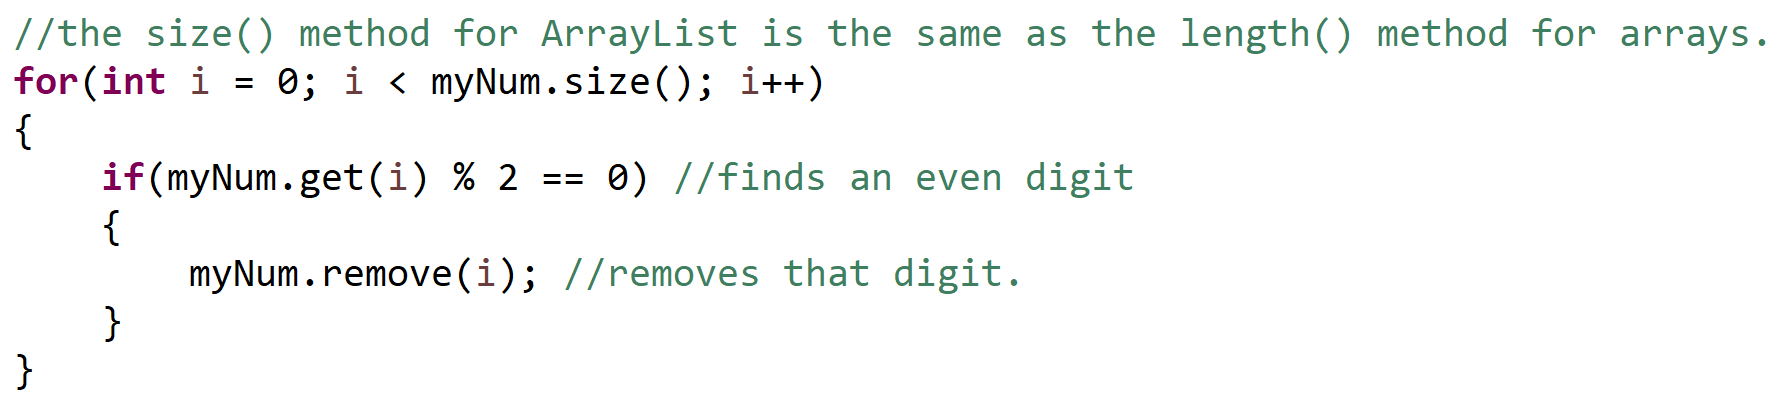 //the size() method for ArrayList is the same as the length() method for arrays.
for(int i = 0; i < myNum.size(); i++)
{
    if(myNum.get(i) % 2 == 0) //finds an even digit
    {
        myNum.remove(i); //removes that digit.
    }
}